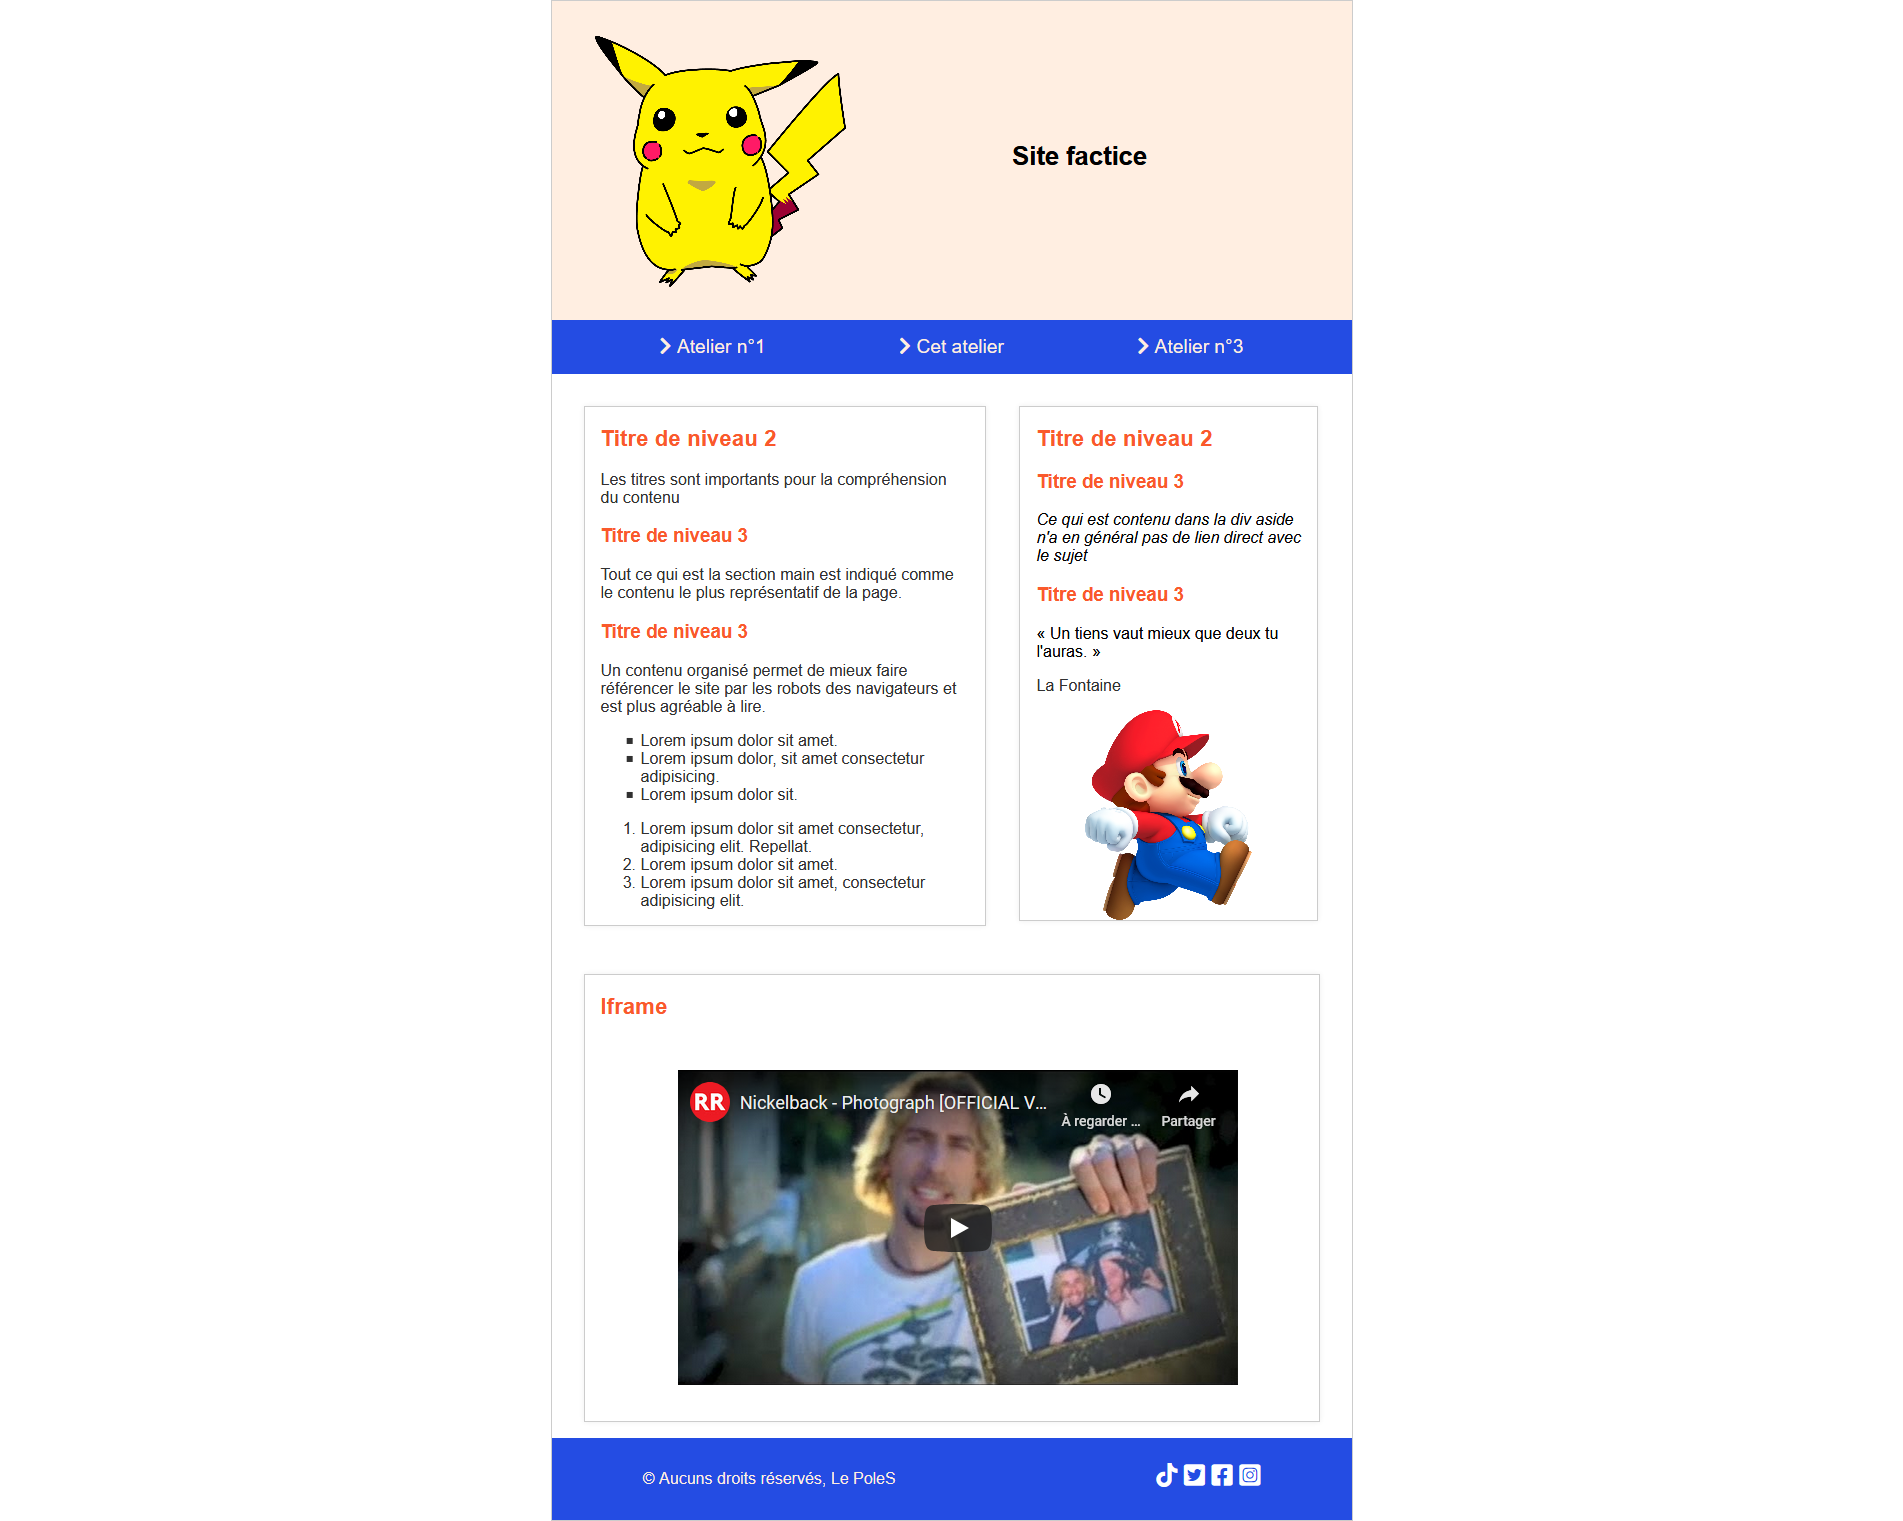 Site factice
Atelier n°1
Cet atelier
Atelier n°3
Titre de niveau 2
Les titres sont importants pour la compréhension
du contenu
Titre de niveau 3
Tout ce qui est la section main est indiqué comme
le contenu le plus représentatif de la page.
Titre de niveau 3
Un contenu organisé permet de mieux faire
référencer le site par les robots des navigateurs et
est plus agréable à lire.
Lorem ipsum dolor sit amet.
Lorem ipsum dolor, sit amet consectetur
adipisicing.
Lorem ipsum dolor sit.
1. Lorem ipsum dolor sit amet consectetur,
adipisicing elit. Repellat.
2. Lorem ipsum dolor sit amet.
3. Lorem ipsum dolor sit amet, consectetur
adipisicing elit.
Titre de niveau 2
Titre de niveau 3
Ce qui est contenu dans la div aside
n'a en général pas de lien direct avec
le sujet
Titre de niveau 3
« Un tiens vaut mieux que deux tu
l'auras. »
La Fontaine
Iframe
RR
Nickelback - Photograph [OFFICIAL V...
À regarder ...
Partager
© Aucuns droits réservés, Le PoleS